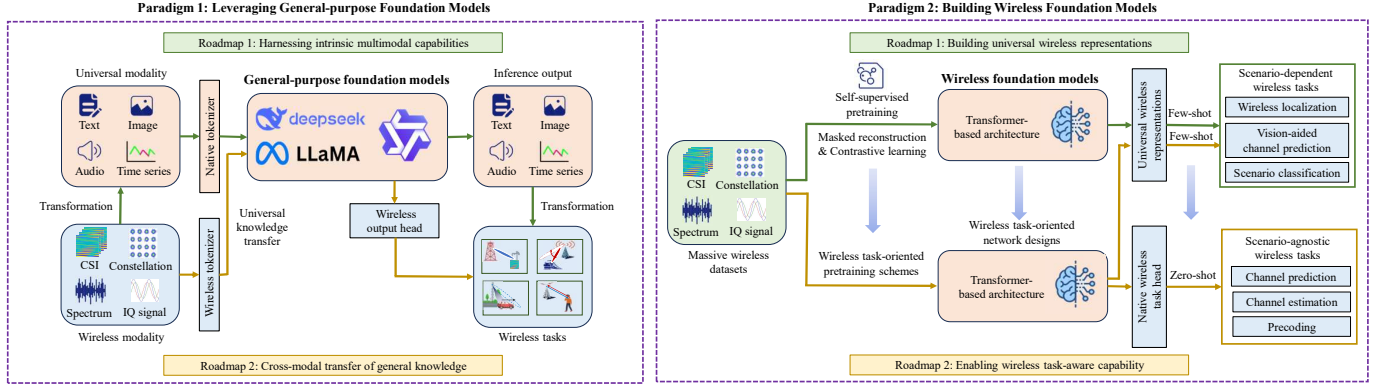 Paradigm 1: Leveraging General-purpose Foundation Models
Roadmap 1: Harnessing intrinsic multimodal capabilities
Universal modality
Text
Image
Audio
Time series
Native tokenizer
General-purpose foundation models
deepseek
LLaMA
Inference output
Text
Image
Audio
Time series
Transformation
Universal
knowledge
transfer
Wireless
output head
Transformation
CSI
Constellation
Spectrum
IQ signal
Wireless modality
Wireless tokenizer
Wireless tasks
Roadmap 2: Cross-modal transfer of general knowledge
Paradigm 2: Building Wireless Foundation Models
Roadmap 1: Building universal wireless representations
Self-supervised
pretraining
Masked reconstruction
& Contrastive learning
Wireless foundation models
Transformer-
based architecture
Universal wireless
representations
Few-shot
Few-shot
Scenario-dependent
wireless tasks
Wireless localization
Vision-aided
channel prediction
Scenario classification
CSI
Constellation
Spectrum
IQ signal
Massive wireless
datasets
Wireless task-oriented
pretraining schemes
Wireless task-oriented
network designs
Transformer-
based architecture
Native wireless
task head
Zero-shot
Scenario-agnostic
wireless tasks
Channel prediction
Channel estimation
Precoding
Roadmap 2: Enabling wireless task-aware capability